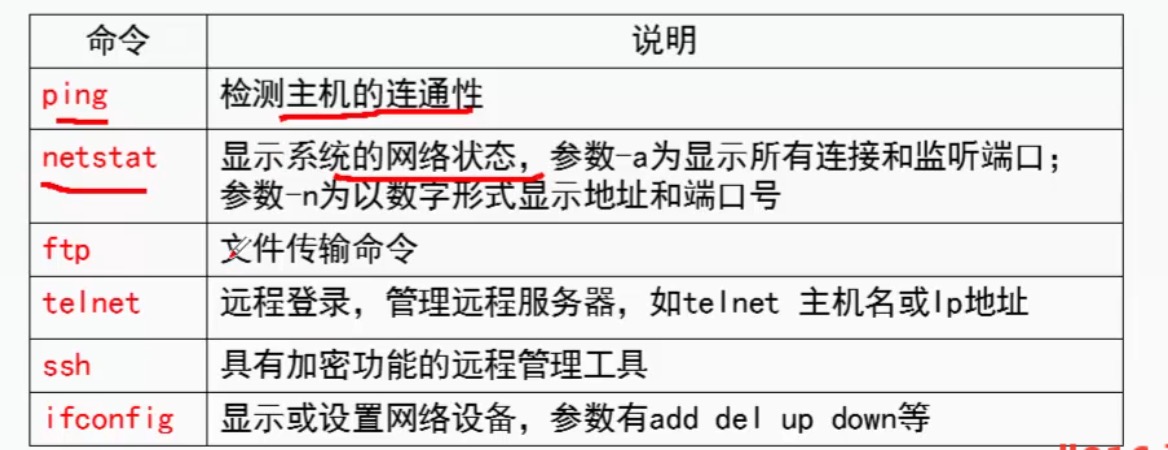 命令 说明
ping 检测主机的连通性
netstat 显示系统的网络状态，参数-a为显示所有连接和监听端口；
参数-n为以数字形式显示地址和端口号
ftp 文件传输命令
telnet 远程登录，管理远程服务器，如telnet 主机名或Ip地址
ssh 具有加密功能的远程管理工具
ifconfig 显示或设置网络设备，参数有add del up down等